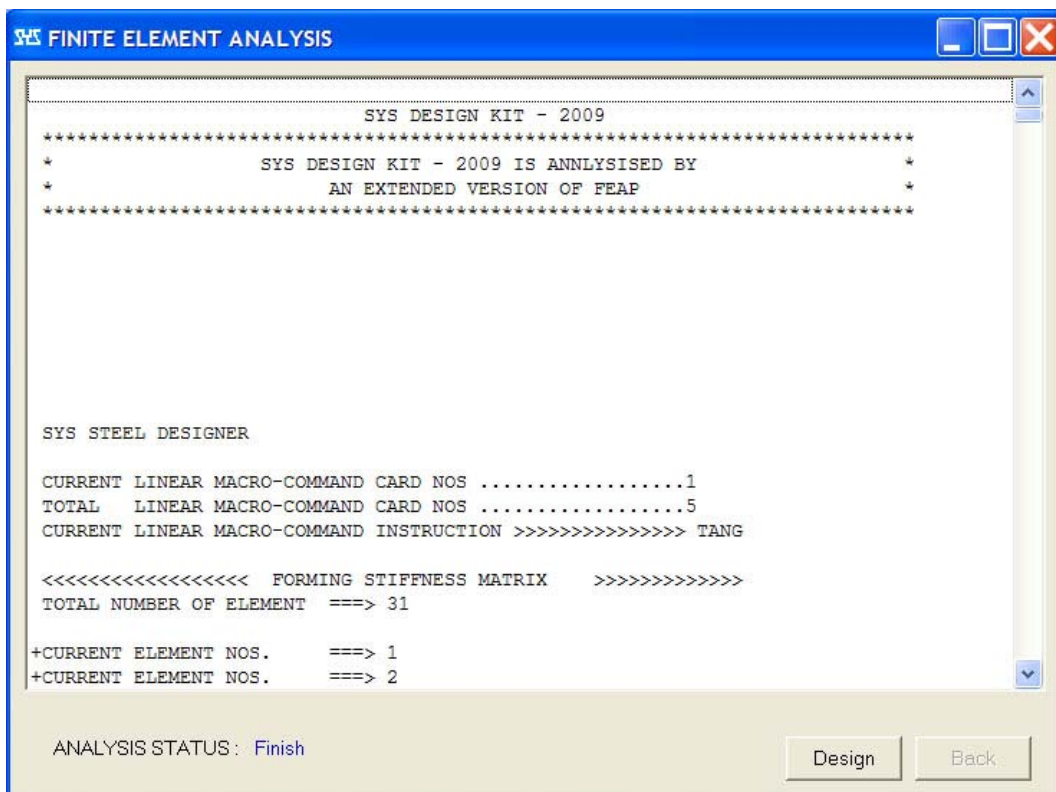 SYS FINITE ELEMENT ANALYSIS
SYS DESIGN KIT - 2009
****************************************************************************
* SYS DESIGN KIT - 2009 IS ANNLYSISED BY *
* AN EXTENDED VERSION OF FEAP *
****************************************************************************
SYS STEEL DESIGNER
CURRENT LINEAR MACRO-COMMAND CARD NOS ..................1
TOTAL LINEAR MACRO-COMMAND CARD NOS ..................5
CURRENT LINEAR MACRO-COMMAND INSTRUCTION >>>>>>>>>>>>>>> TANG
<<<<<<<<<<<<<<<<<< FORMING STIFFNESS MATRIX >>>>>>>>>>>>>
TOTAL NUMBER OF ELEMENT ===> 31
+CURRENT ELEMENT NOS. ===> 1
+CURRENT ELEMENT NOS. ===> 2
ANALYSIS STATUS : Finish
Design
Back